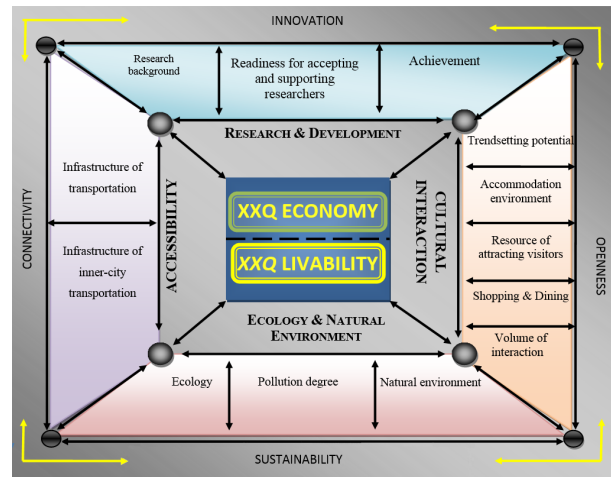 INNOVATION
Research
background
Readiness for accepting
and supporting
researchers
Achievement
RESEARCH & DEVELOPMENT
CONNECTIVITY
Infrastructure of
transportation
Infrastructure of
inner-city
transportation
ACCESSIBILITY
XXQ ECONOMY
XXQ LIVABILITY
CULTURAL
INTERACTION
Trendsetting potential
Accommodation
environment
Resource of
attracting visitors
Shopping & Dining
Volume of
interaction
OPENNESS
ECOLOGY & NATURAL
ENVIRONMENT
Ecology
Pollution degree
Natural environment
SUSTAINABILITY